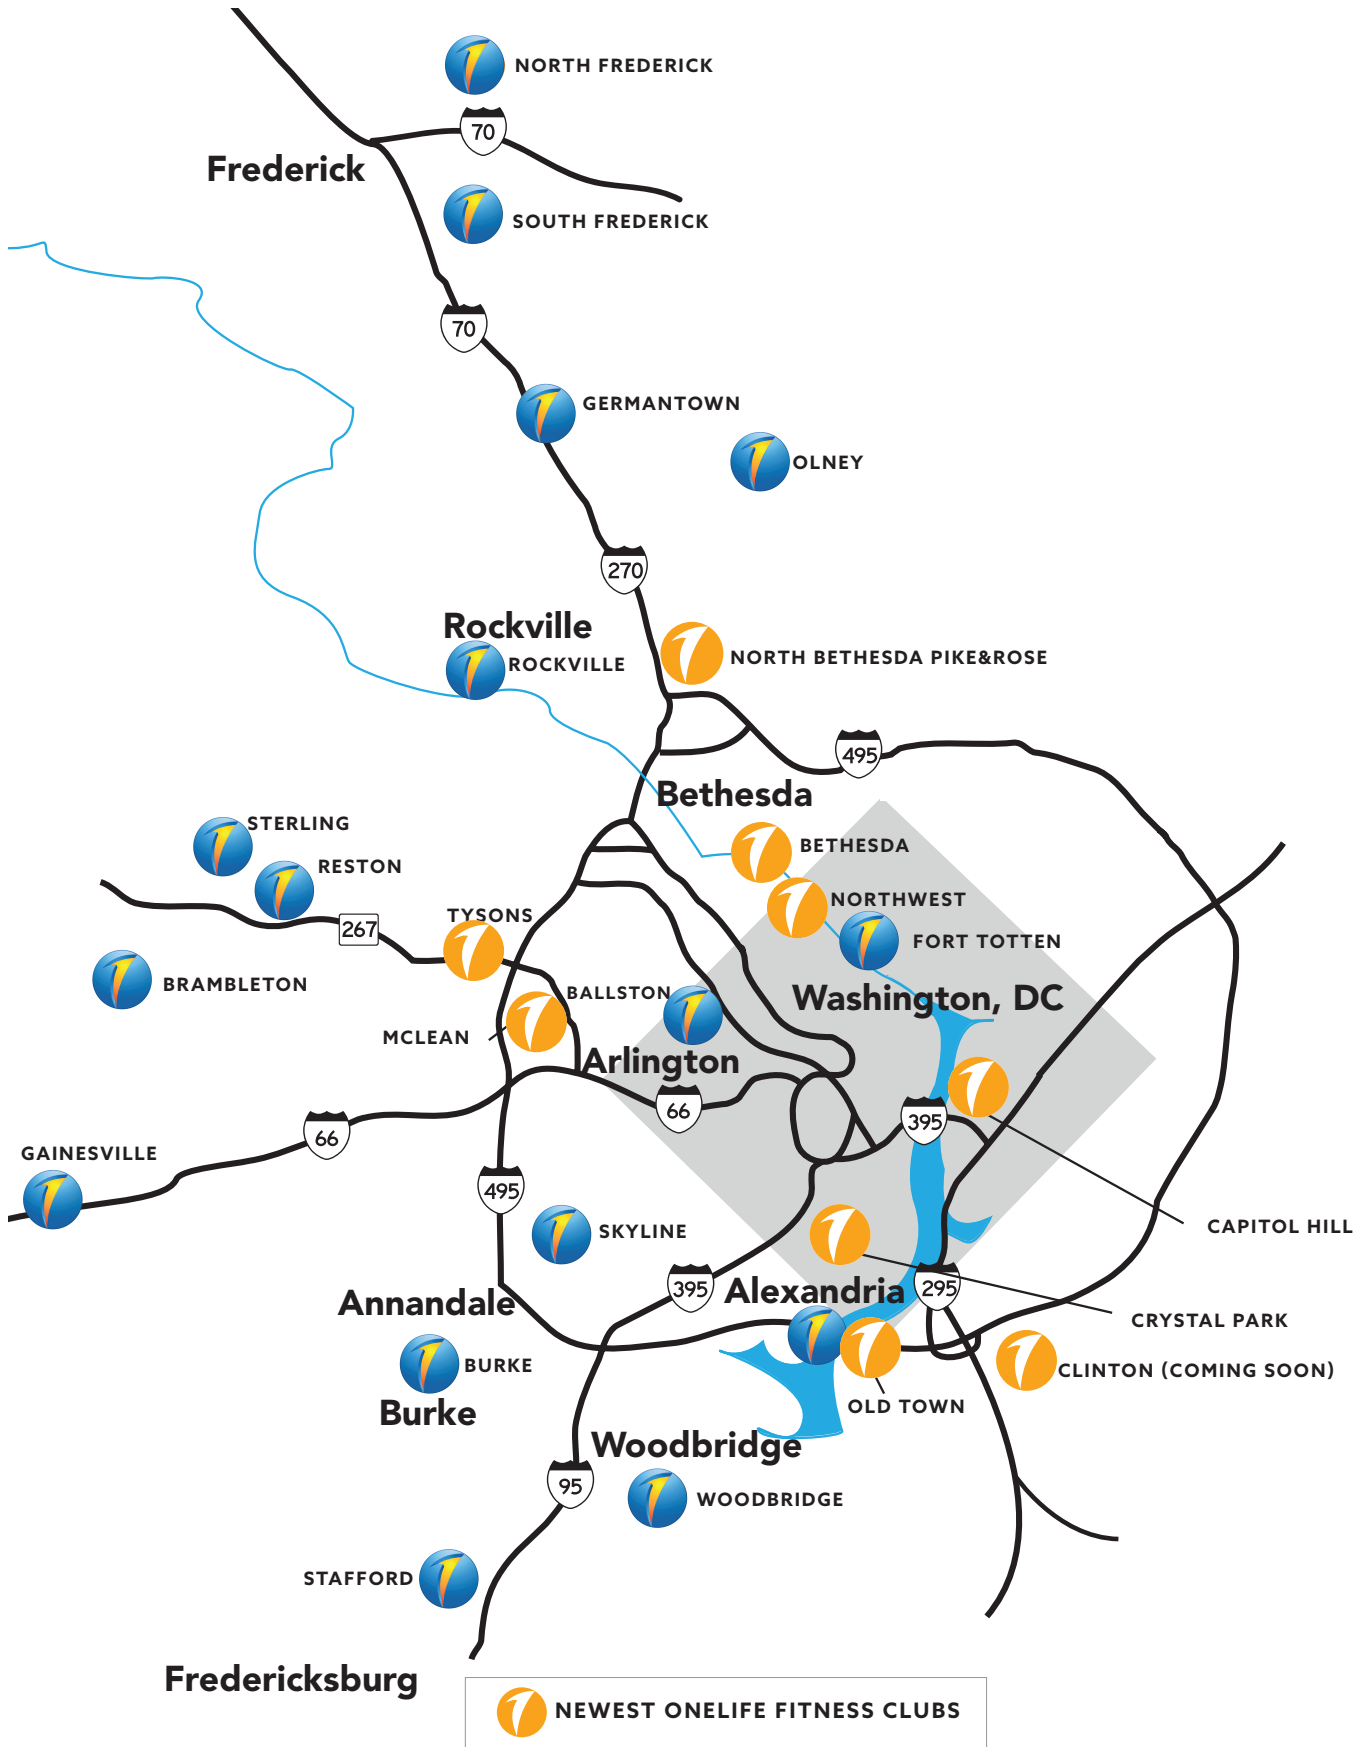 NORTH FREDERICK
70
Frederick
SOUTH FREDERICK
70
GERMANTOWN
OLNEY
270
Rockville
ROCKVILLE
NORTH BETHESDA PIKE&ROSE
495
Bethesda
STERLING
BETHESDA
RESTON
NORTHWEST
TYSONS
267
FORT TOTTEN
BRAMBLETON
BALLSTON
Washington, DC
MCLEAN
Arlington
66
395
66
GAINESVILLE
495
CAPITOL HILL
SKYLINE
395
Alexandria
295
Annandale
CRYSTAL PARK
BURKE
CLINTON (COMING SOON)
OLD TOWN
Burke
Woodbridge
95
WOODBRIDGE
STAFFORD
Fredericksburg
NEWEST ONELIFE FITNESS CLUBS